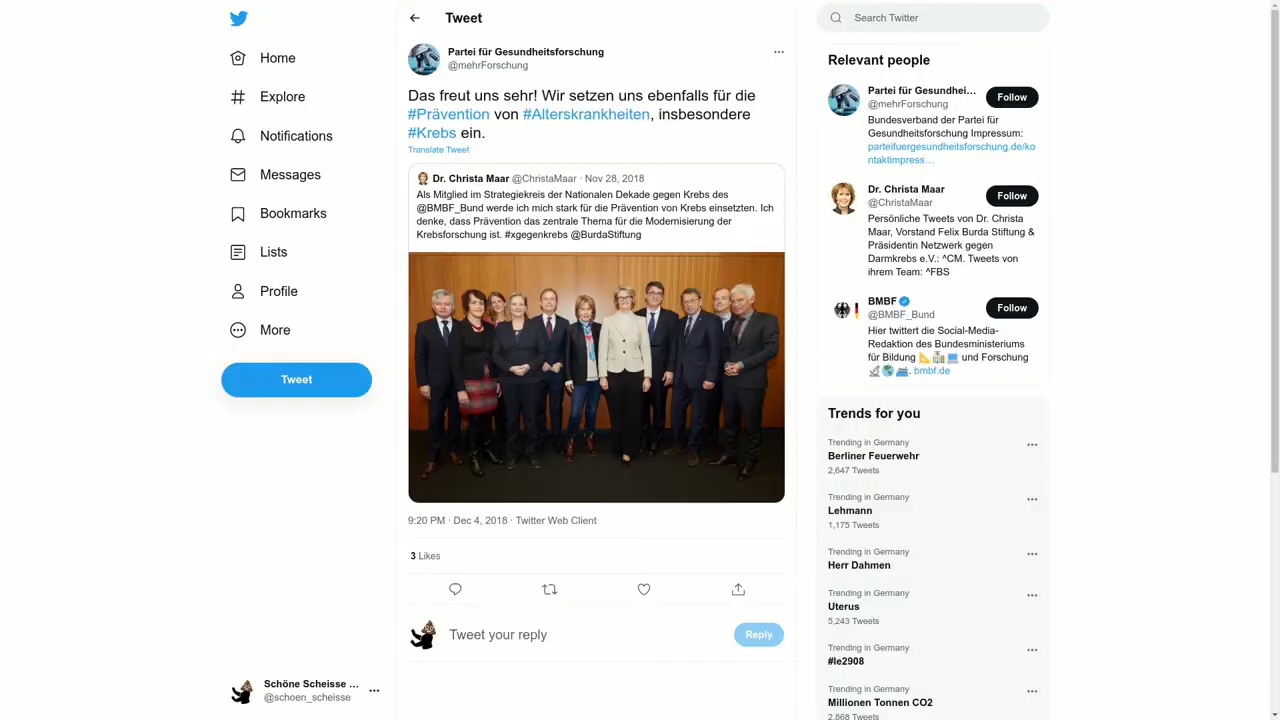 Home
Explore
Notifications
Messages
Bookmarks
Lists
Profile
More
Tweet
Schöne Scheisse ...
@schoen_scheisse
Tweet
Partei für Gesundheitsforschung
@mehrForschung
Das freut uns sehr! Wir setzen uns ebenfalls für die
#Prävention von #Alterskrankheiten, insbesondere
#Krebs ein.
Translate Tweet
Dr. Christa Maar @ChristaMaar · Nov 28, 2018
Als Mitglied im Strategiekreis der Nationalen Dekade gegen Krebs des
@BMBF_Bund werde ich mich stark für die Prävention von Krebs einsetzten. Ich
denke, dass Prävention das zentrale Thema für die Modernisierung der
Krebsforschung ist. #xgegenkrebs @BurdaStiftung
9:20 PM · Dec 4, 2018 · Twitter Web Client
3 Likes
Tweet your reply
Reply
Search Twitter
Relevant people
Partei für Gesundhei...
@mehrForschung
Follow
Bundesverband der Partei für
Gesundheitsforschung Impressum:
parteifuergesundheitsforschung.de/ko
ntaktimpress…
Dr. Christa Maar
@ChristaMaar
Follow
Persönliche Tweets von Dr. Christa
Maar, Vorstand Felix Burda Stiftung &
Präsidentin Netzwerk gegen
Darmkrebs e.V.: ^CM. Tweets von
ihrem Team: ^FBS
BMBF
@BMBF_Bund
Follow
Hier twittert die Social-Media-
Redaktion des Bundesministeriums
für Bildung 📐🏫💻 und Forschung
🔬🌎🛋. bmbf.de
Trends for you
Trending in Germany
Berliner Feuerwehr
2,647 Tweets
Trending in Germany
Lehmann
1,175 Tweets
Trending in Germany
Herr Dahmen
Trending in Germany
Uterus
5,243 Tweets
Trending in Germany
#le2908
Trending in Germany
Millionen Tonnen CO2
2,868 Tweets